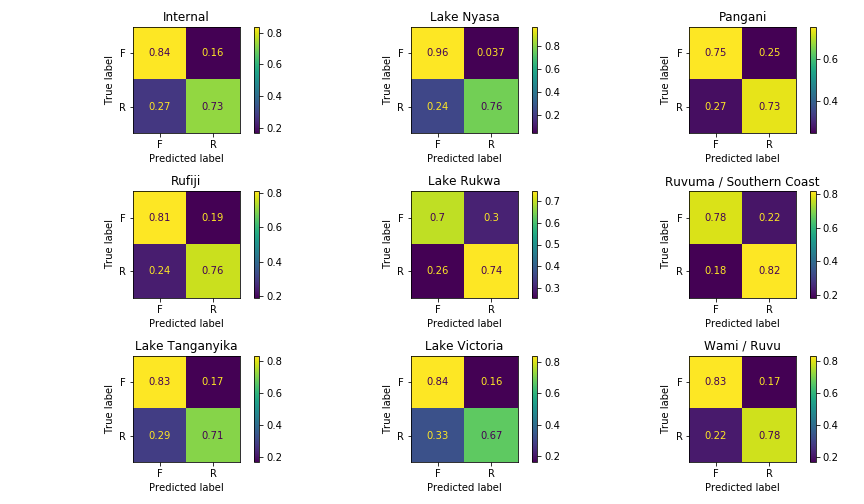 Internal
True label
F
0.84
0.16
R
0.27
0.73
F
R
Predicted label
0.8
0.6
0.4
0.2
Lake Nyasa
True label
F
0.96
0.037
R
0.24
0.76
F
R
Predicted label
0.8
0.6
0.4
0.2
Pangani
True label
F
0.75
0.25
R
0.27
0.73
F
R
Predicted label
0.6
0.4
Rufiji
True label
F
0.81
0.19
R
0.24
0.76
F
R
Predicted label
0.8
0.6
0.4
0.2
Lake Rukwa
True label
F
0.7
0.3
R
0.26
0.74
F
R
Predicted label
0.7
0.6
0.5
0.4
0.3
Ruvuma / Southern Coast
True label
F
0.78
0.22
R
0.18
0.82
F
R
Predicted label
0.8
0.6
0.4
0.2
Lake Tanganyika
True label
F
0.83
0.17
R
0.29
0.71
F
R
Predicted label
0.8
0.6
0.4
0.2
Lake Victoria
True label
F
0.84
0.16
R
0.33
0.67
F
R
Predicted label
0.8
0.6
0.4
0.2
Wami / Ruvu
True label
F
0.83
0.17
R
0.22
0.78
F
R
Predicted label
0.8
0.6
0.4
0.2